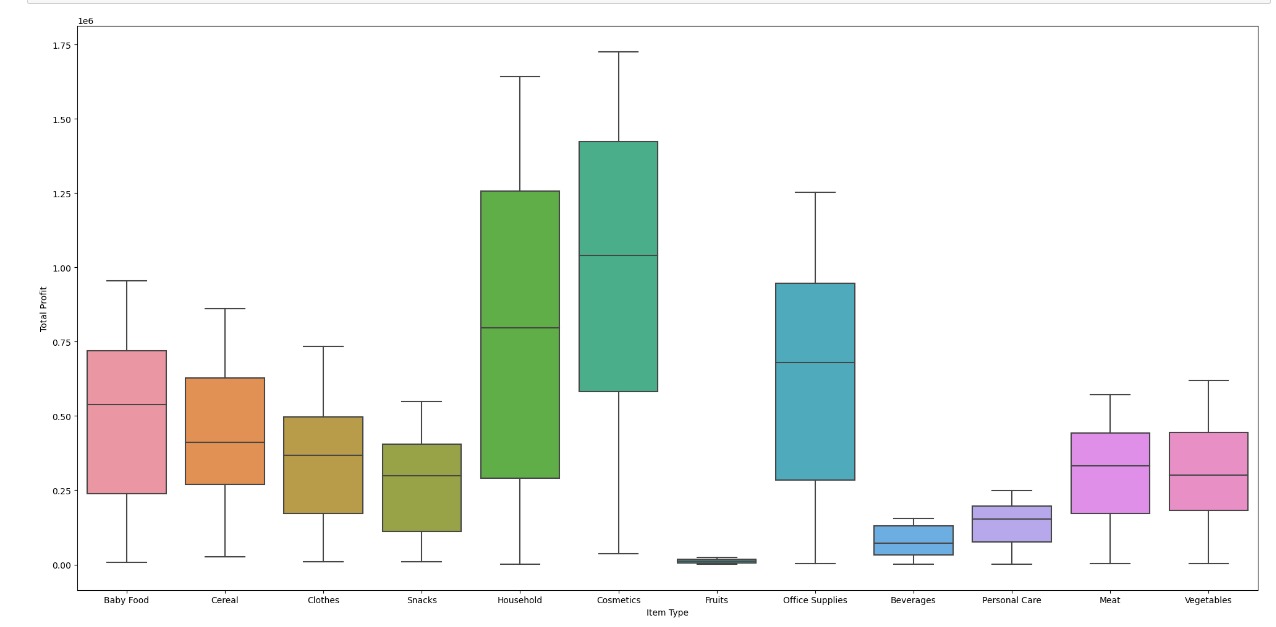 1e6
1.75
1.50
1.25
1.00
0.75
0.50
0.25
0.00
Total Profit
Baby Food Cereal Clothes Snacks Household Cosmetics Fruits Office Supplies Beverages Personal Care Meat Vegetables
Item Type